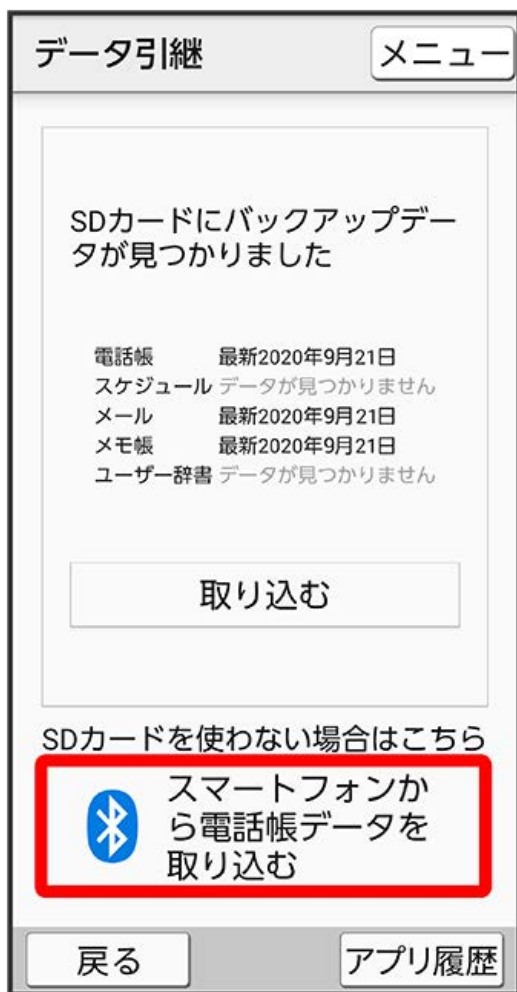 データ引継 メニュー
SDカードにバックアップデー
タが見つかりました
電話帳 最新2020年9月21日
スケジュール データが見つかりません
メール 最新2020年9月21日
メモ帳 最新2020年9月21日
ユーザー辞書 データが見つかりません
取り込む
SDカードを使わない場合はこちら
スマートフォンか
ら電話帳データを
取り込む
戻る アプリ履歴